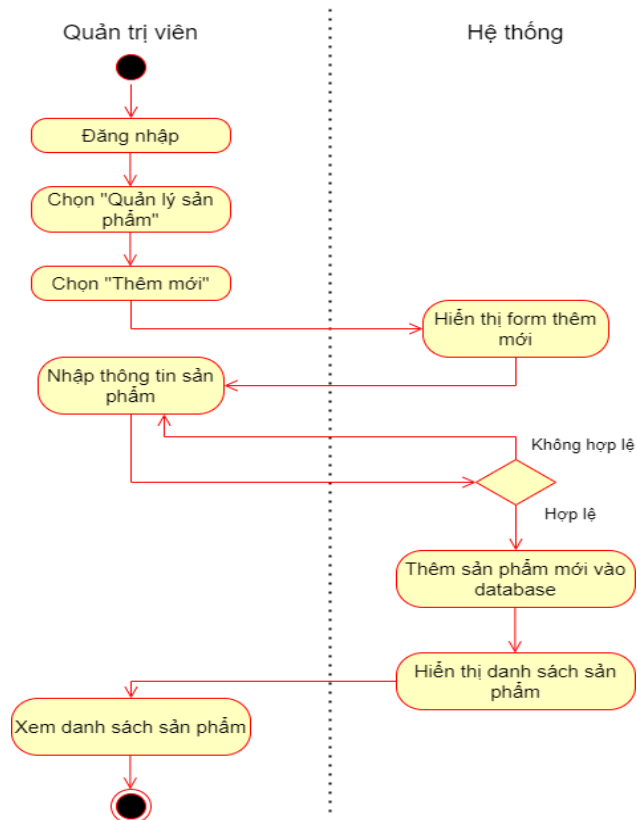 Quản trị viên
Hệ thống
Đăng nhập
Chọn "Quản lý sản
phẩm"
Chọn "Thêm mới"
Hiển thị form thêm
mới
Nhập thông tin sản
phẩm
Không hợp lệ
Hợp lệ
Thêm sản phẩm mới vào
database
Hiển thị danh sách sản
phẩm
Xem danh sách sản phẩm